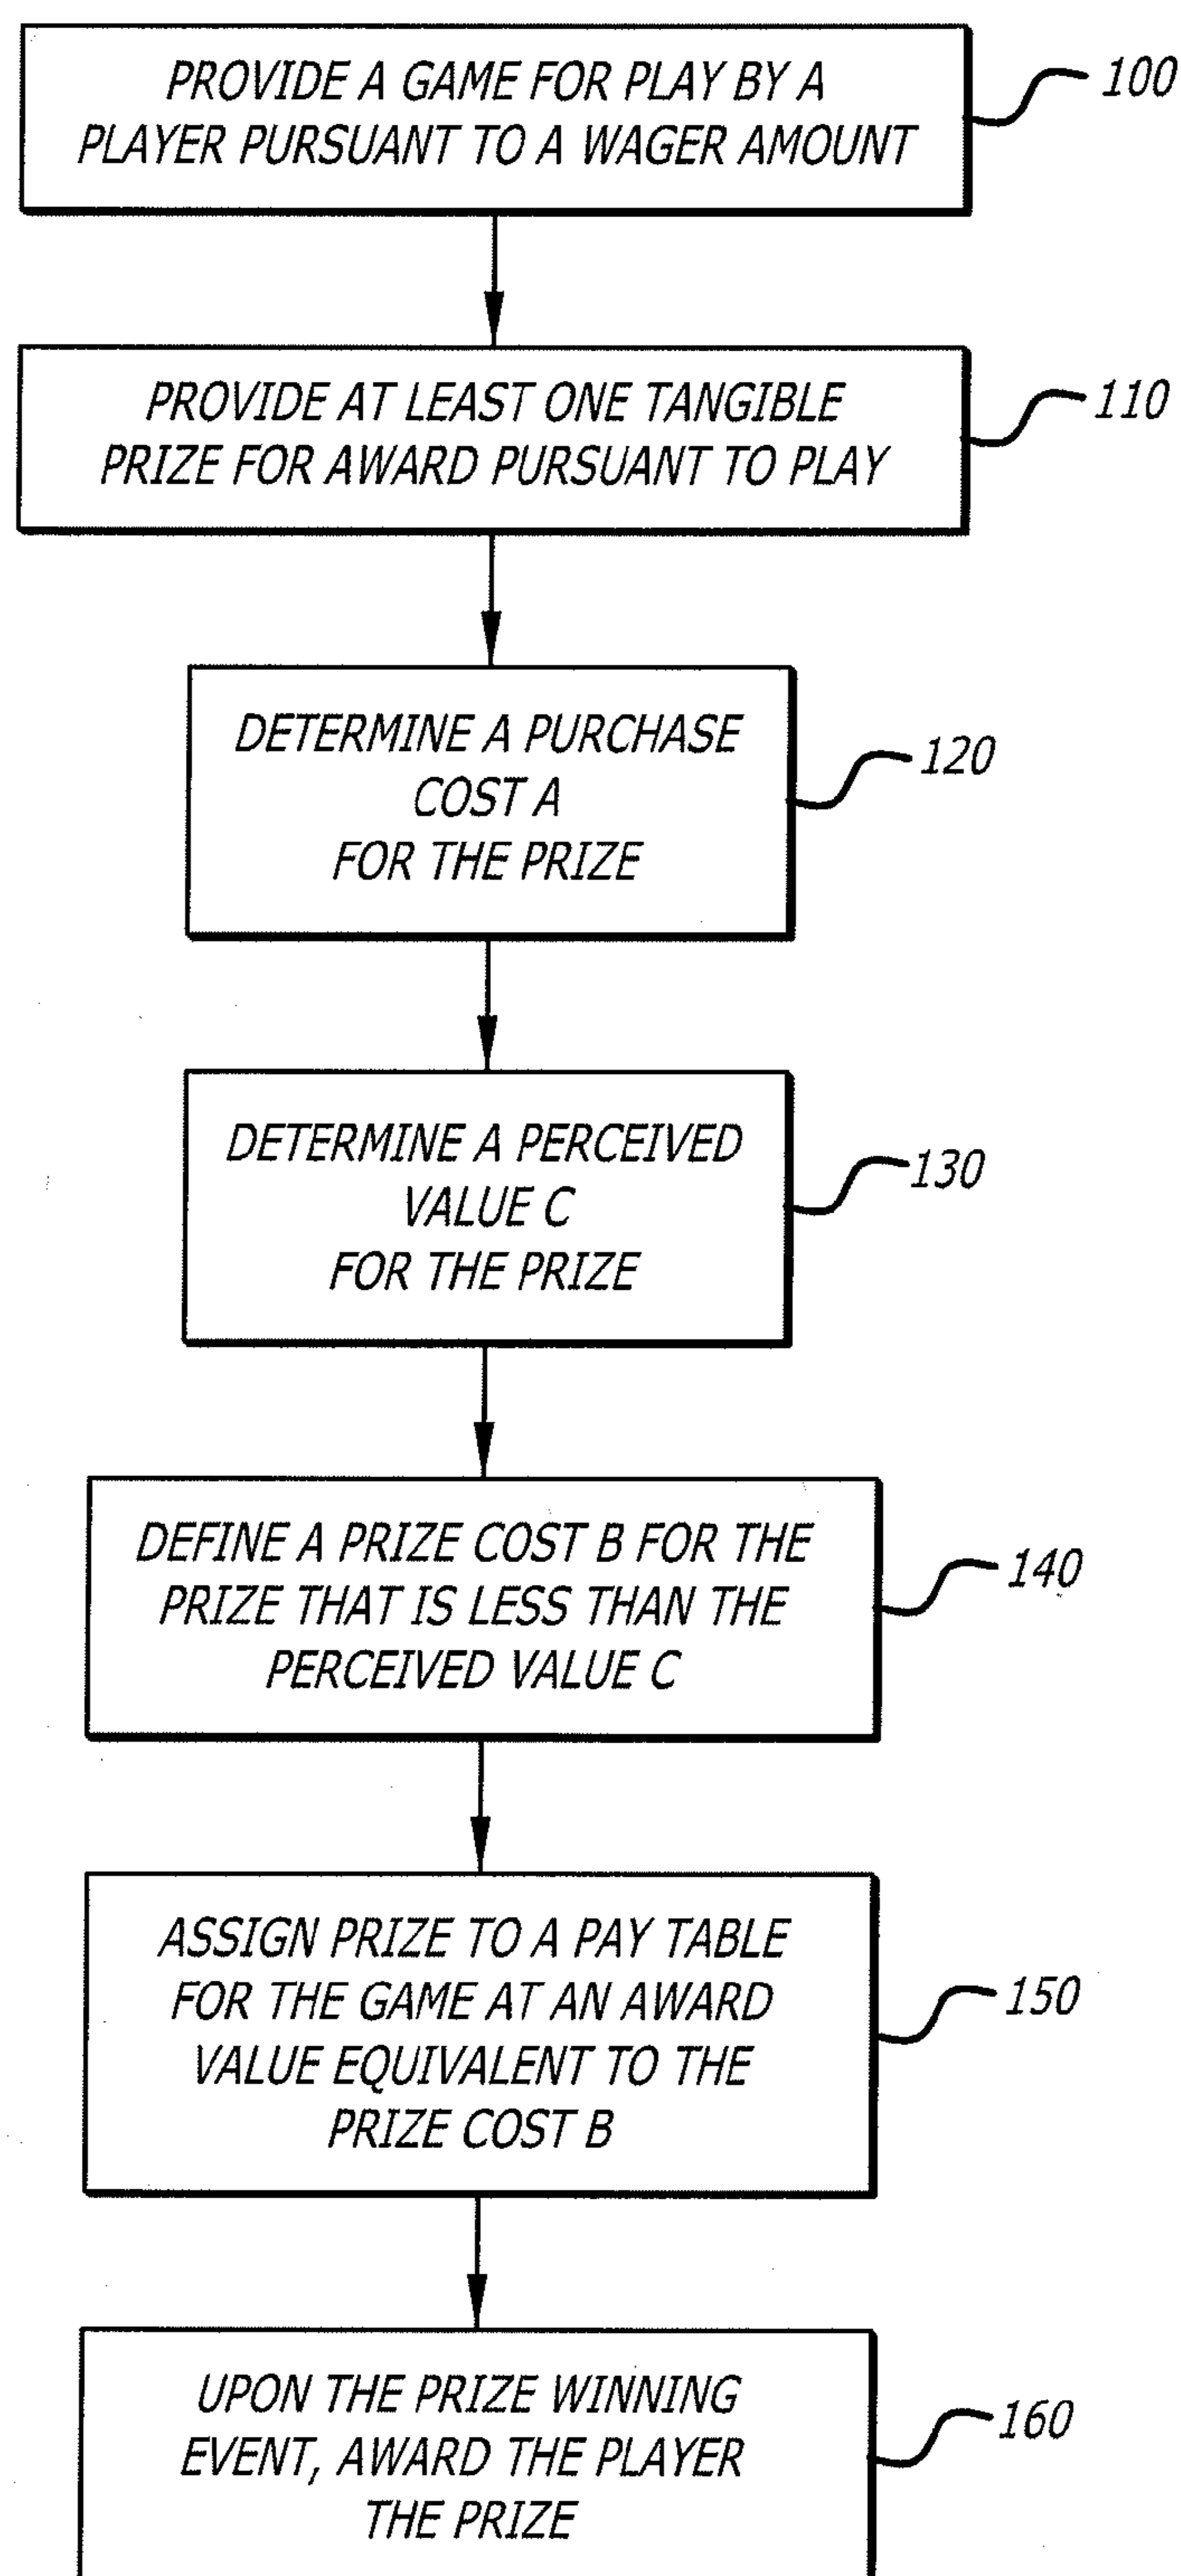 PROVIDE A GAME FOR PLAY BY A
PLAYER PURSUANT TO A WAGER AMOUNT
100
PROVIDE AT LEAST ONE TANGIBLE
PRIZE FOR AWARD PURSUANT TO PLAY
110
DETERMINE A PURCHASE
COST A
FOR THE PRIZE
120
DETERMINE A PERCEIVED
VALUE C
FOR THE PRIZE
130
DEFINE A PRIZE COST B FOR THE
PRIZE THAT IS LESS THAN THE
PERCEIVED VALUE C
140
ASSIGN PRIZE TO A PAY TABLE
FOR THE GAME AT AN AWARD
VALUE EQUIVALENT TO THE
PRIZE COST B
150
UPON THE PRIZE WINNING
EVENT, AWARD THE PLAYER
THE PRIZE
160